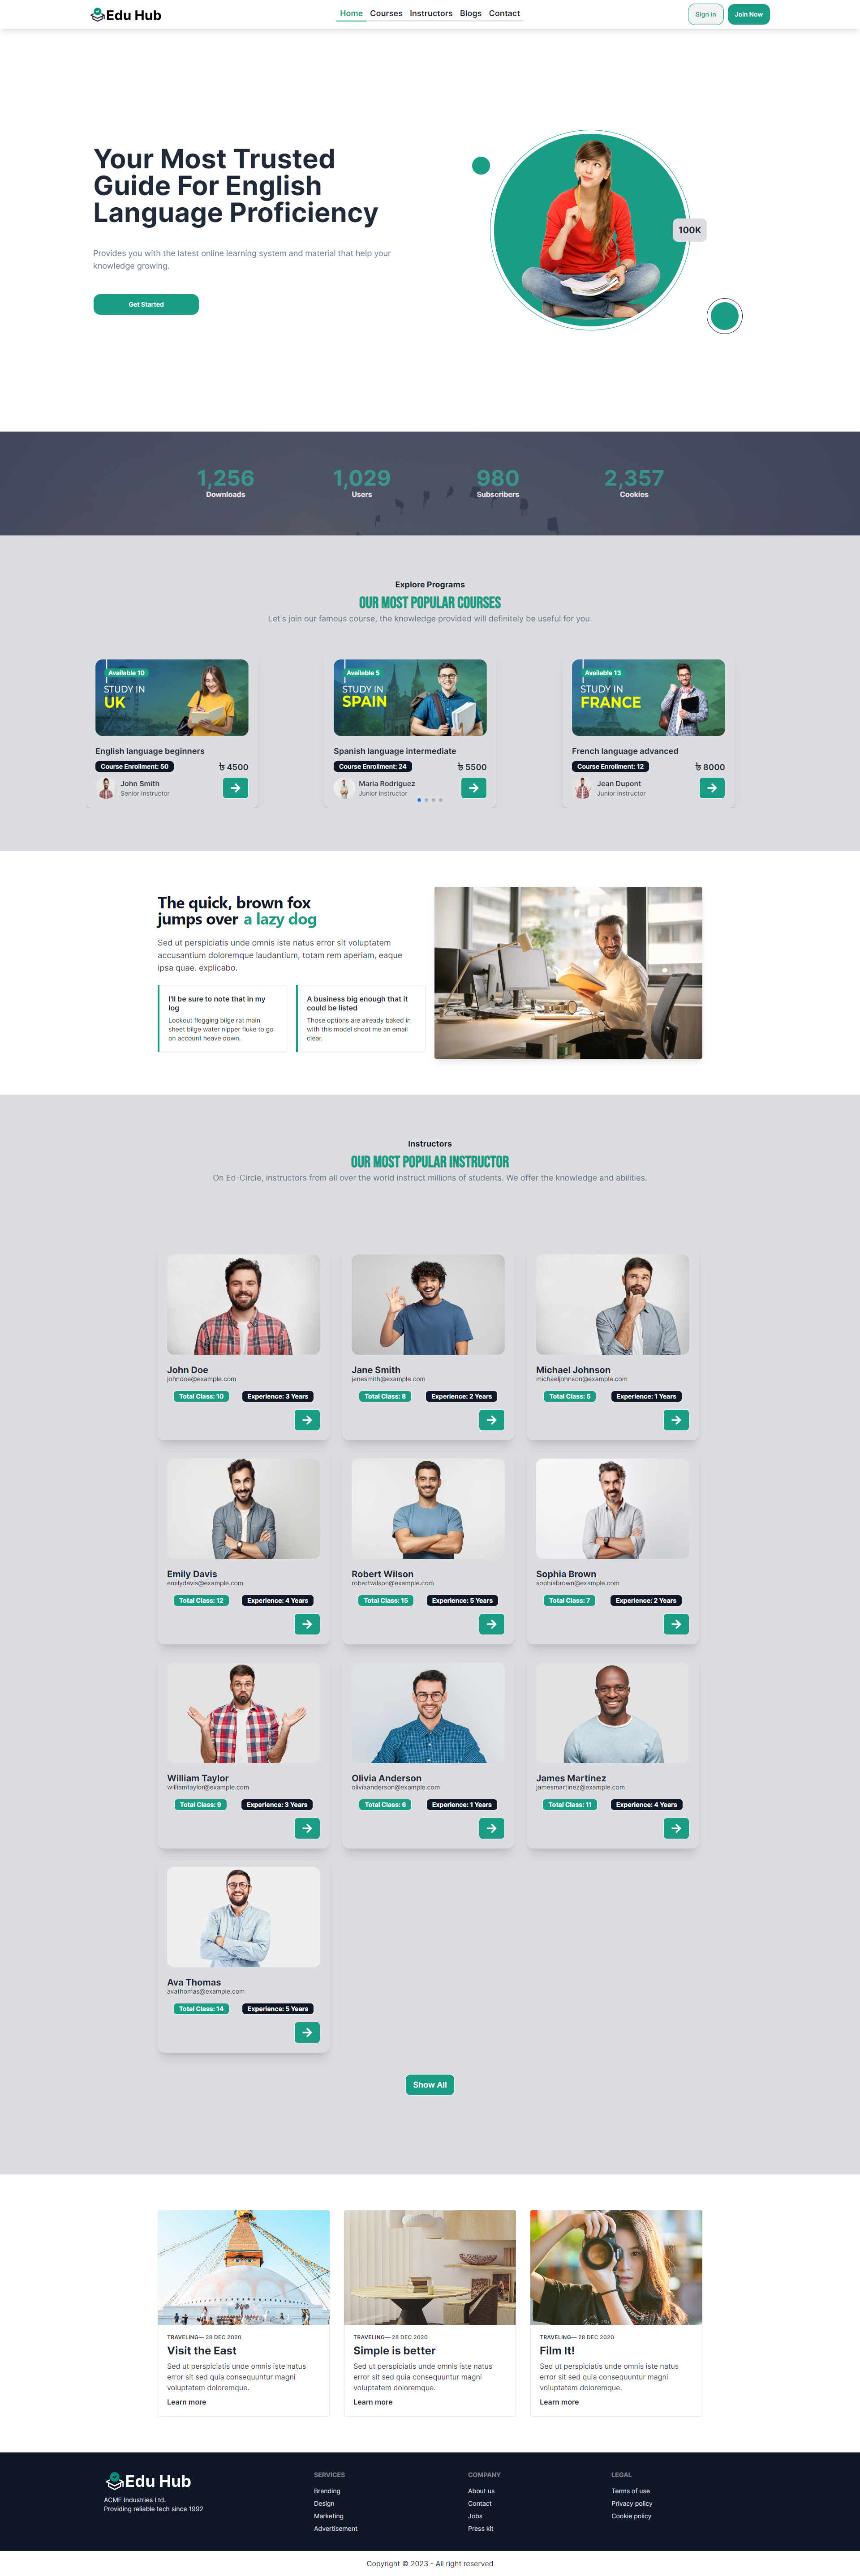 Edu Hub
Home Courses Instructors Blogs Contact
Sign in
Join Now
Your Most Trusted
Guide For English
Language Proficiency
Provides you with the latest online learning system and material that help your
knowledge growing.
Get Started
100K
1,256 1,029 980 2,357
Downloads Users Subscribers Cookies
Explore Programs
OUR MOST POPULAR COURSES
Let's join our famous course, the knowledge provided will definitely be useful for you.
Available 10
STUDY IN
UK
English language beginners
Course Enrollment: 50
৳ 4500
John Smith
Senior instructor
Available 5
STUDY IN
SPAIN
Spanish language intermediate
Course Enrollment: 24
৳ 5500
Maria Rodriguez
Junior Instructor
Available 13
STUDY IN
FRANCE
French language advanced
Course Enrollment: 12
৳ 8000
Jean Dupont
Junior Instructor
The quick, brown fox
jumps over a lazy dog
Sed ut perspiciatis unde omnis iste natus error sit voluptatem
accusantium doloremque laudantium, totam rem aperiam, eaque
ipsa quae. explicabo.
I'll be sure to note that in my
log
Lookout flogging bilge rat main
sheet bilge water nipper fluke to go
on account heave down.
A business big enough that it
could be listed
Those options are already baked in
with this model shoot me an email
clear.
Instructors
OUR MOST POPULAR INSTRUCTOR
On Ed-Circle, instructors from all over the world instruct millions of students. We offer the knowledge and abilities.
John Doe
johndoe@example.com
Total Class: 10
Experience: 3 Years
Jane Smith
janesmith@example.com
Total Class: 8
Experience: 2 Years
Michael Johnson
michaeljohnson@example.com
Total Class: 5
Experience: 1 Years
Emily Davis
emilydavis@example.com
Total Class: 12
Experience: 4 Years
Robert Wilson
robertwilson@example.com
Total Class: 15
Experience: 5 Years
Sophia Brown
sophiabrown@example.com
Total Class: 7
Experience: 2 Years
William Taylor
williamtaylor@example.com
Total Class: 9
Experience: 3 Years
Olivia Anderson
oliviaanderson@example.com
Total Class: 6
Experience: 1 Years
James Martinez
jamesmartinez@example.com
Total Class: 11
Experience: 4 Years
Ava Thomas
avathomas@example.com
Total Class: 14
Experience: 5 Years
Show All
TRAVELING— 28 DEC 2020
Visit the East
Sed ut perspiciatis unde omnis iste natus
error sit sed quia consequuntur magni
voluptatem doloremque.
Learn more
TRAVELING— 28 DEC 2020
Simple is better
Sed ut perspiciatis unde omnis iste natus
error sit sed quia consequuntur magni
voluptatem doloremque.
Learn more
TRAVELING— 28 DEC 2020
Film It!
Sed ut perspiciatis unde omnis iste natus
error sit sed quia consequuntur magni
voluptatem doloremque.
Learn more
Edu Hub
ACME Industries Ltd.
Providing reliable tech since 1992
SERVICES
Branding
Design
Marketing
Advertisement
COMPANY
About us
Contact
Jobs
Press kit
LEGAL
Terms of use
Privacy policy
Cookie policy
Copyright © 2023 - All right reserved